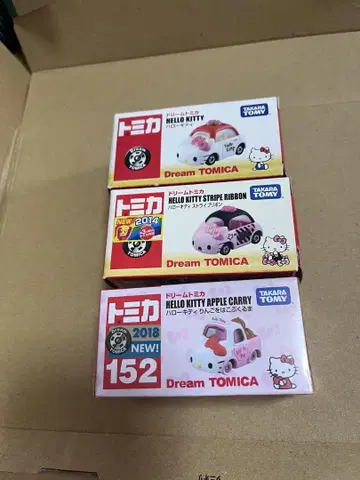 トミカ
ドリームトミカ
HELLO KITTY
ハローキティ
TAKARA TOMY
Dream TOMICA
トミカ
NEW
2014
ドリームトミカ
HELLO KITTY STRIPE RIBBON
ハローキティ ストライプリボン
TAKARA TOMY
Dream TOMICA
トミカ
2018
NEW!
152
ドリームトミカ
HELLO KITTY APPLE CARRY
ハローキティ りんごをはこぶくるま
TAKARA TOMY
Dream TOMICA